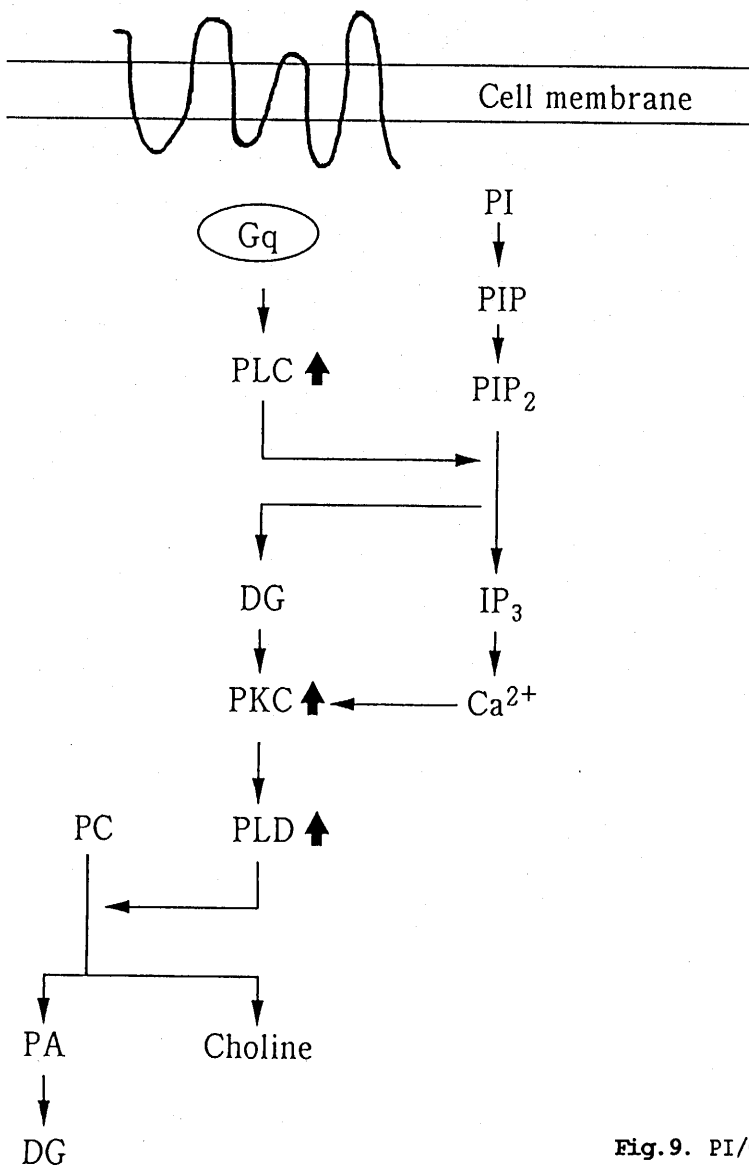 Cell membrane
PI
Gq
PIP
PLC
PIP₂
DG
IP₃
PKC
Ca²⁺
PC
PLD
PA
Choline
DG
Fig.9. PI/